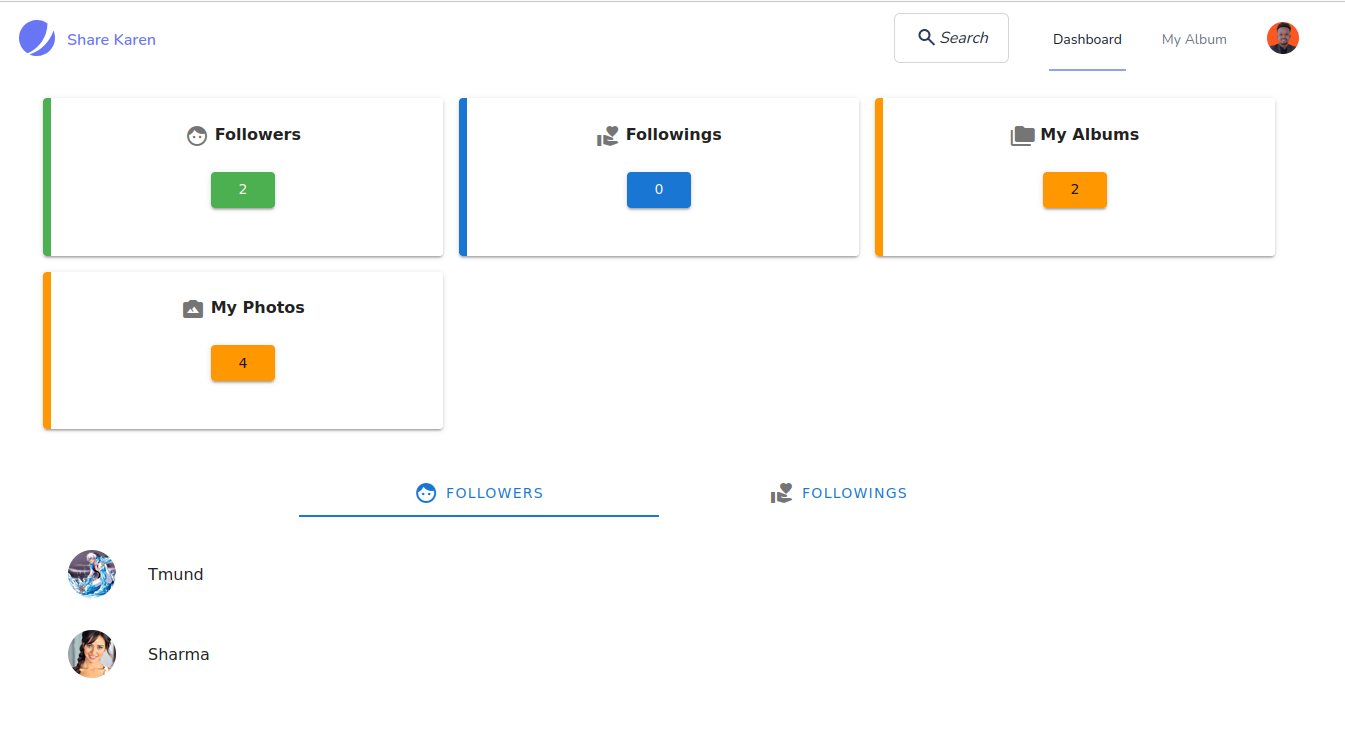 Share Karen
Search
Dashboard
My Album
Followers
2
Followings
0
My Albums
2
My Photos
4
FOLLOWERS
FOLLOWINGS
Tmund
Sharma